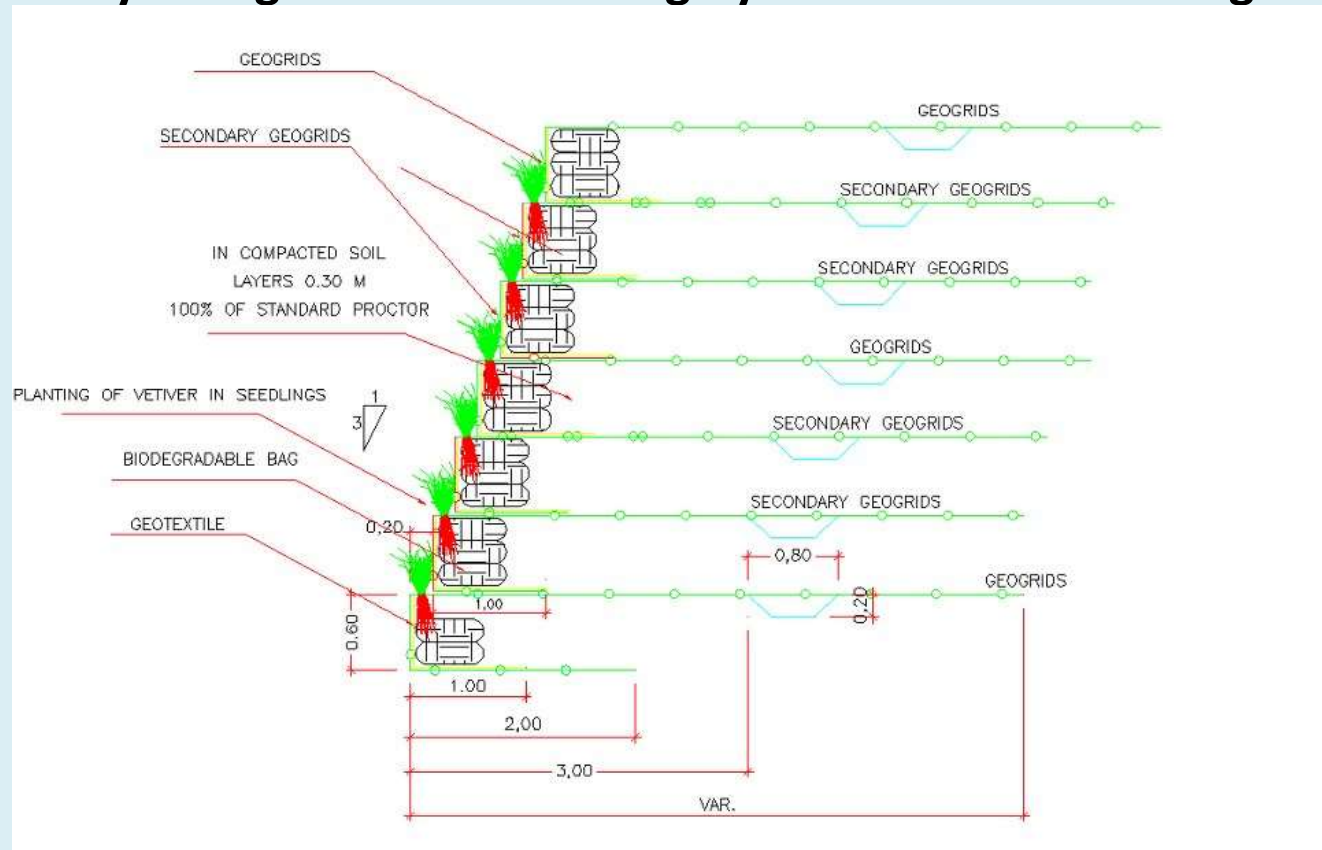 GEOGRIDS
GEOGRIDS
SECONDARY GEOGRIDS
SECONDARY GEOGRIDS
IN COMPACTED SOIL
LAYERS 0.30 M
100% OF STANDARD PROCTOR
SECONDARY GEOGRIDS
GEOGRIDS
PLANTING OF VETIVER IN SEEDLINGS
1
3
SECONDARY GEOGRIDS
BIODEGRADABLE BAG
SECONDARY GEOGRIDS
GEOTEXTILE
0,20
0,80
GEOGRIDS
1.00
0,20
0.60
1.00
2,00
3,00
VAR.